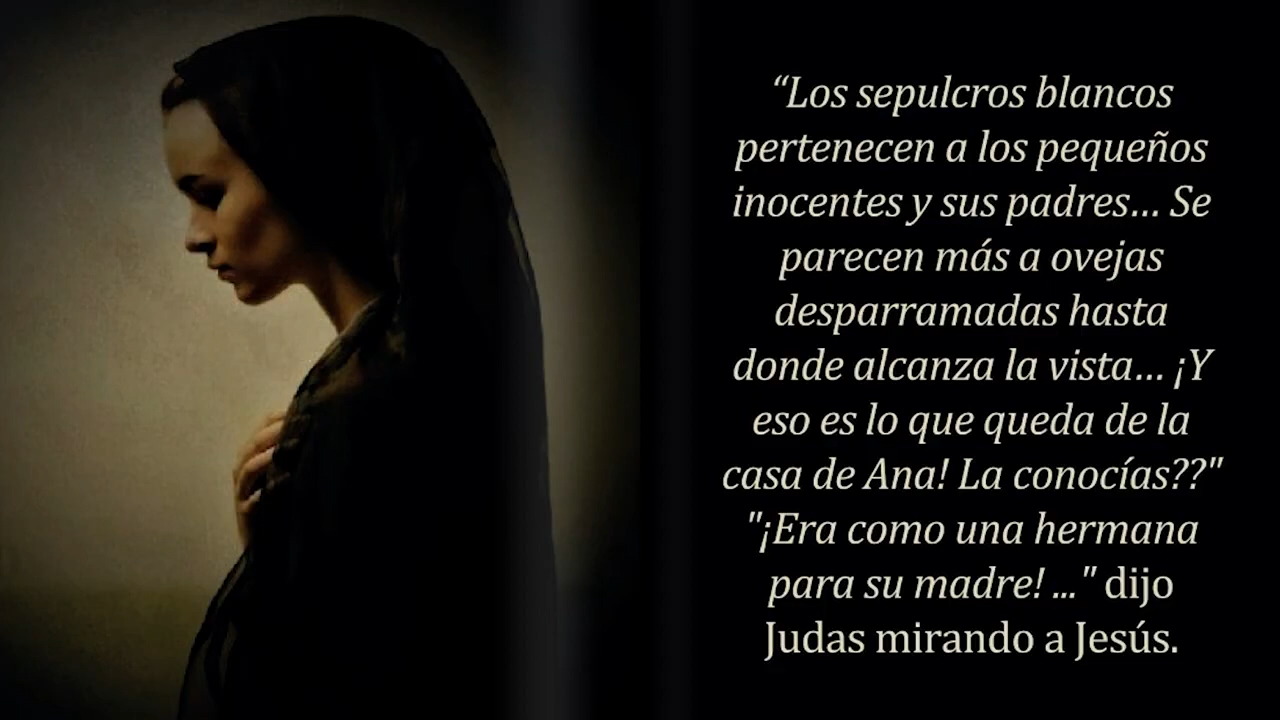 “Los sepulcros blancos
pertenecen a los pequeños
inocentes y sus padres... Se
parecen más a ovejas
desparramadas hasta
donde alcanza la vista... ¡Y
eso es lo que queda de la
casa de Ana! La conocías??"
"¡Era como una hermana
para su madre! ..." dijo
Judas mirando a Jesús.